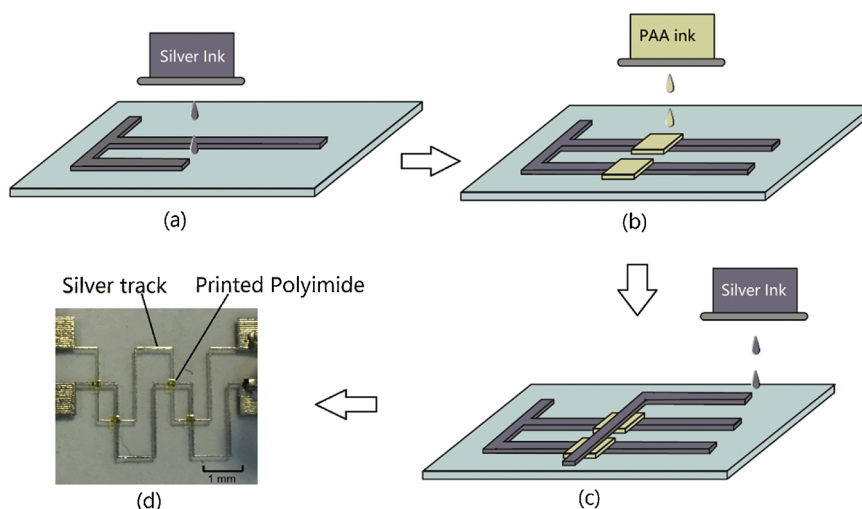 Silver Ink
PAA ink
(a)
(b)
Silver track
Printed Polyimide
Silver Ink
1 mm
(d)
(c)